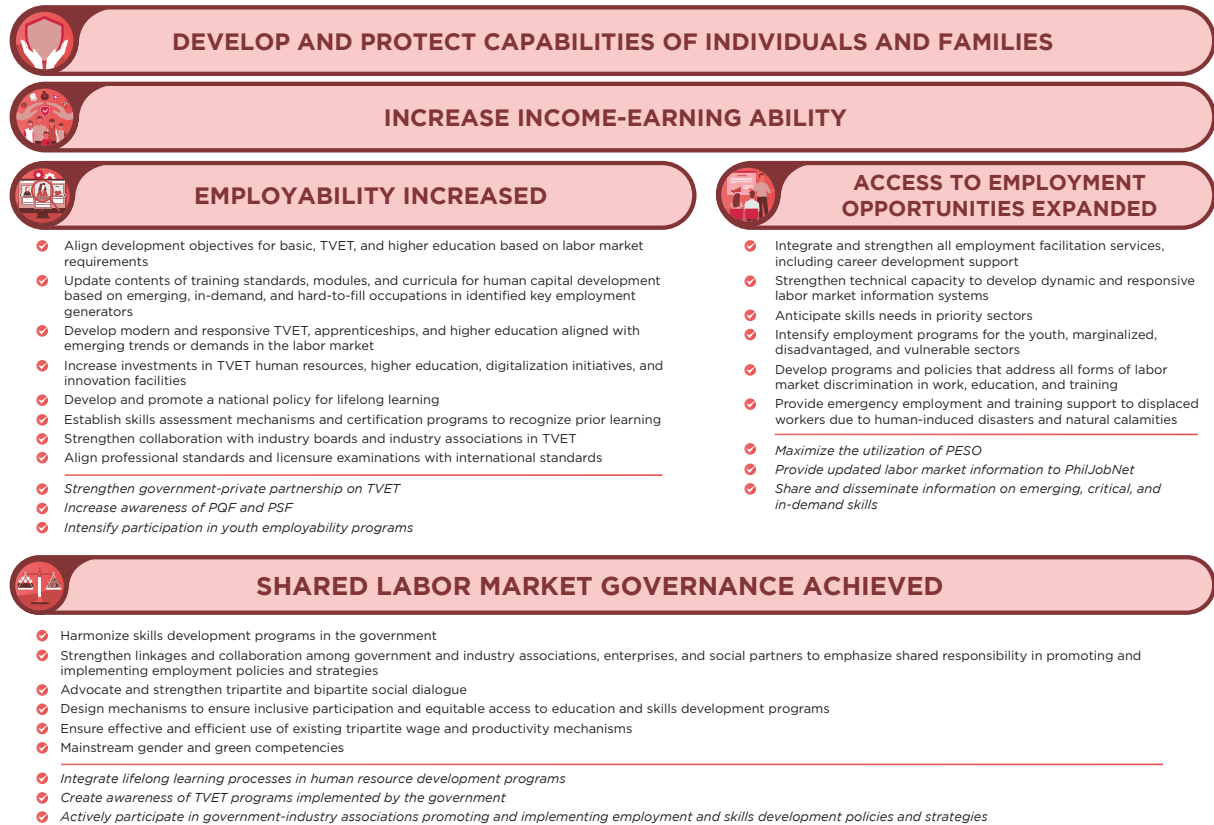 DEVELOP AND PROTECT CAPABILITIES OF INDIVIDUALS AND FAMILIES
INCREASE INCOME-EARNING ABILITY
EMPLOYABILITY INCREASED
Align development objectives for basic, TVET, and higher education based on labor market
requirements
Update contents of training standards, modules, and curricula for human capital development
based on emerging, in-demand, and hard-to-fill occupations in identified key employment
generators
Develop modern and responsive TVET, apprenticeships, and higher education aligned with
emerging trends or demands in the labor market
Increase investments in TVET human resources, higher education, digitalization initiatives, and
innovation facilities
Develop and promote a national policy for lifelong learning
Establish skills assessment mechanisms and certification programs to recognize prior learning
Strengthen collaboration with industry boards and industry associations in TVET
Align professional standards and licensure examinations with international standards
Strengthen government-private partnership on TVET
Increase awareness of PQF and PSF
Intensify participation in youth employability programs
ACCESS TO EMPLOYMENT
OPPORTUNITIES EXPANDED
Integrate and strengthen all employment facilitation services,
including career development support
Strengthen technical capacity to develop dynamic and responsive
labor market information systems
Anticipate skills needs in priority sectors
Intensify employment programs for the youth, marginalized,
disadvantaged, and vulnerable sectors
Develop programs and policies that address all forms of labor
market discrimination in work, education, and training
Provide emergency employment and training support to displaced
workers due to human-induced disasters and natural calamities
Maximize the utilization of PESO
Provide updated labor market information to PhilJobNet
Share and disseminate information on emerging, critical, and
in-demand skills
SHARED LABOR MARKET GOVERNANCE ACHIEVED
Harmonize skills development programs in the government
Strengthen linkages and collaboration among government and industry associations, enterprises, and social partners to emphasize shared responsibility in promoting and
implementing employment policies and strategies
Advocate and strengthen tripartite and bipartite social dialogue
Design mechanisms to ensure inclusive participation and equitable access to education and skills development programs
Ensure effective and efficient use of existing tripartite wage and productivity mechanisms
Mainstream gender and green competencies
Integrate lifelong learning processes in human resource development programs
Create awareness of TVET programs implemented by the government
Actively participate in government-industry associations promoting and implementing employment and skills development policies and strategies